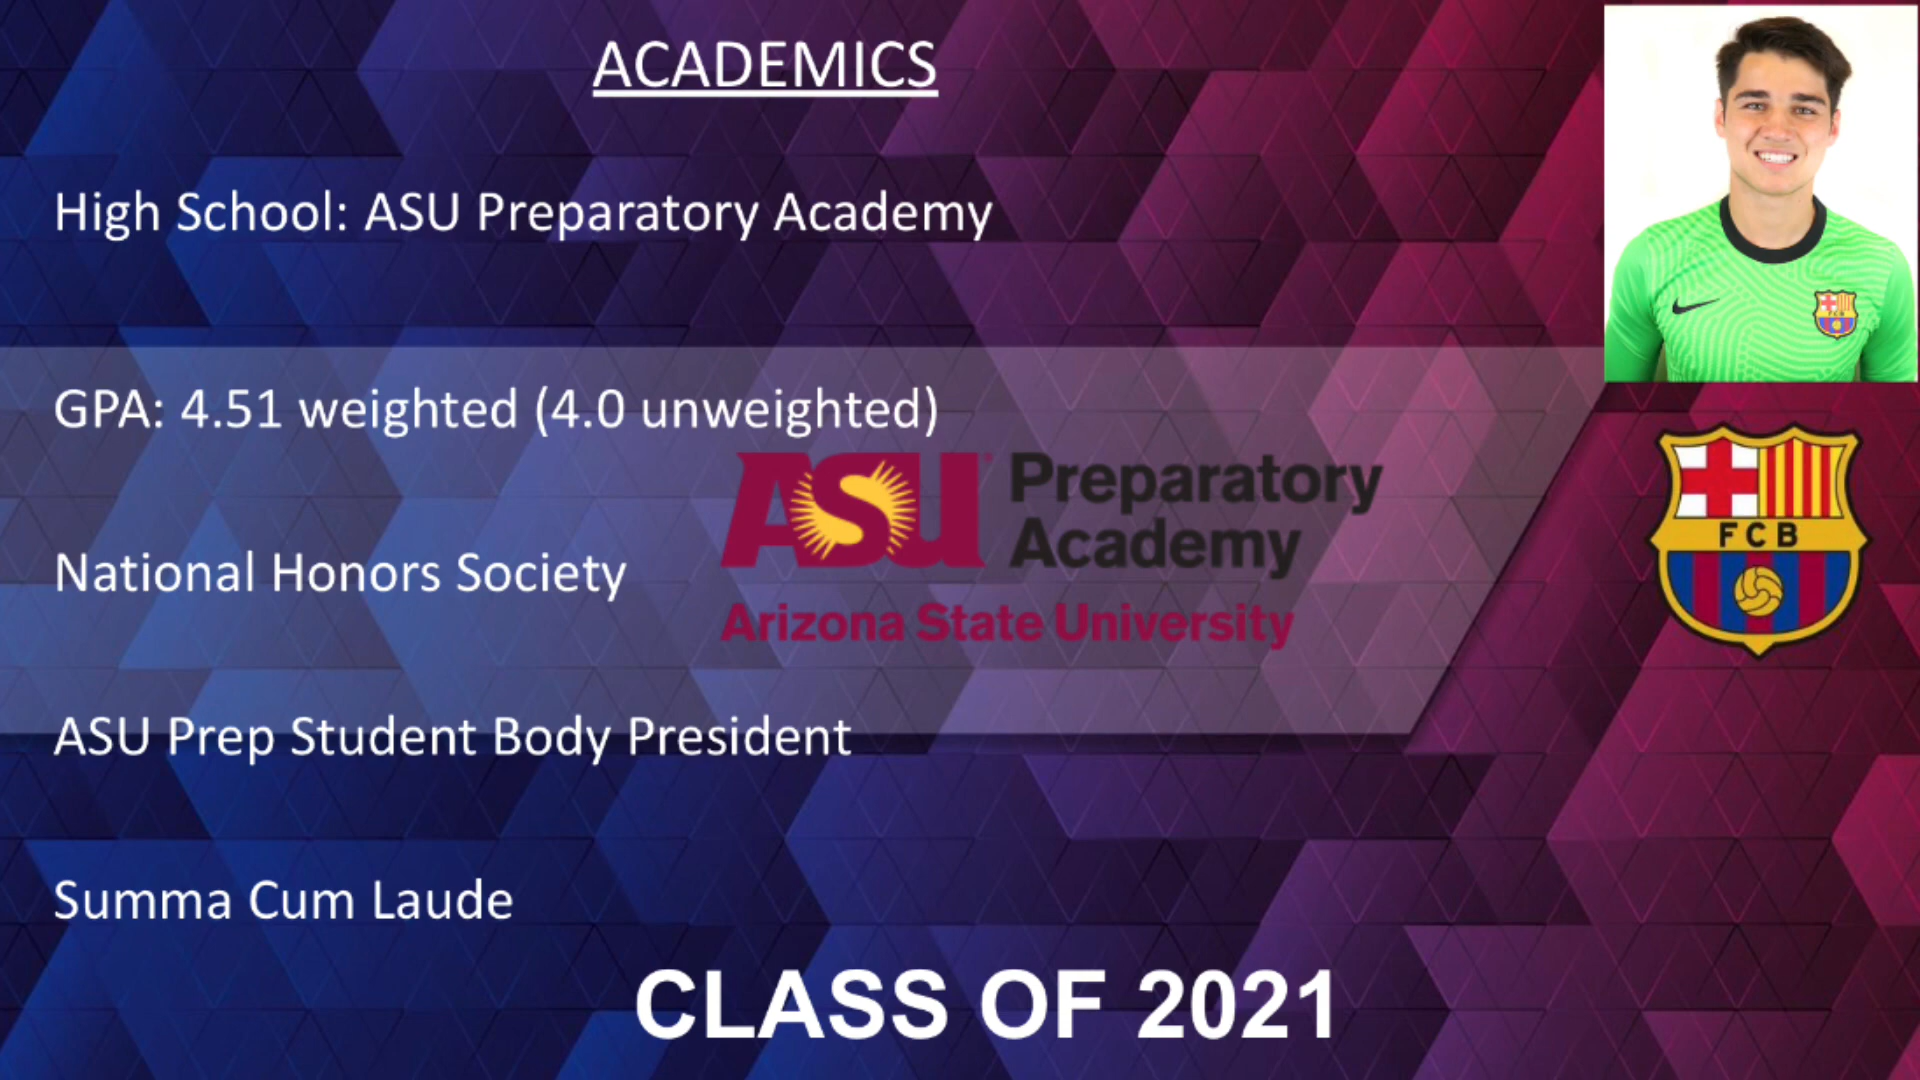 ACADEMICS
High School: ASU Preparatory Academy
GPA: 4.51 weighted (4.0 unweighted)
ASU Preparatory
Academy
Arizona State University
National Honors Society
ASU Prep Student Body President
Summa Cum Laude
CLASS OF 2021
FCB
FCB